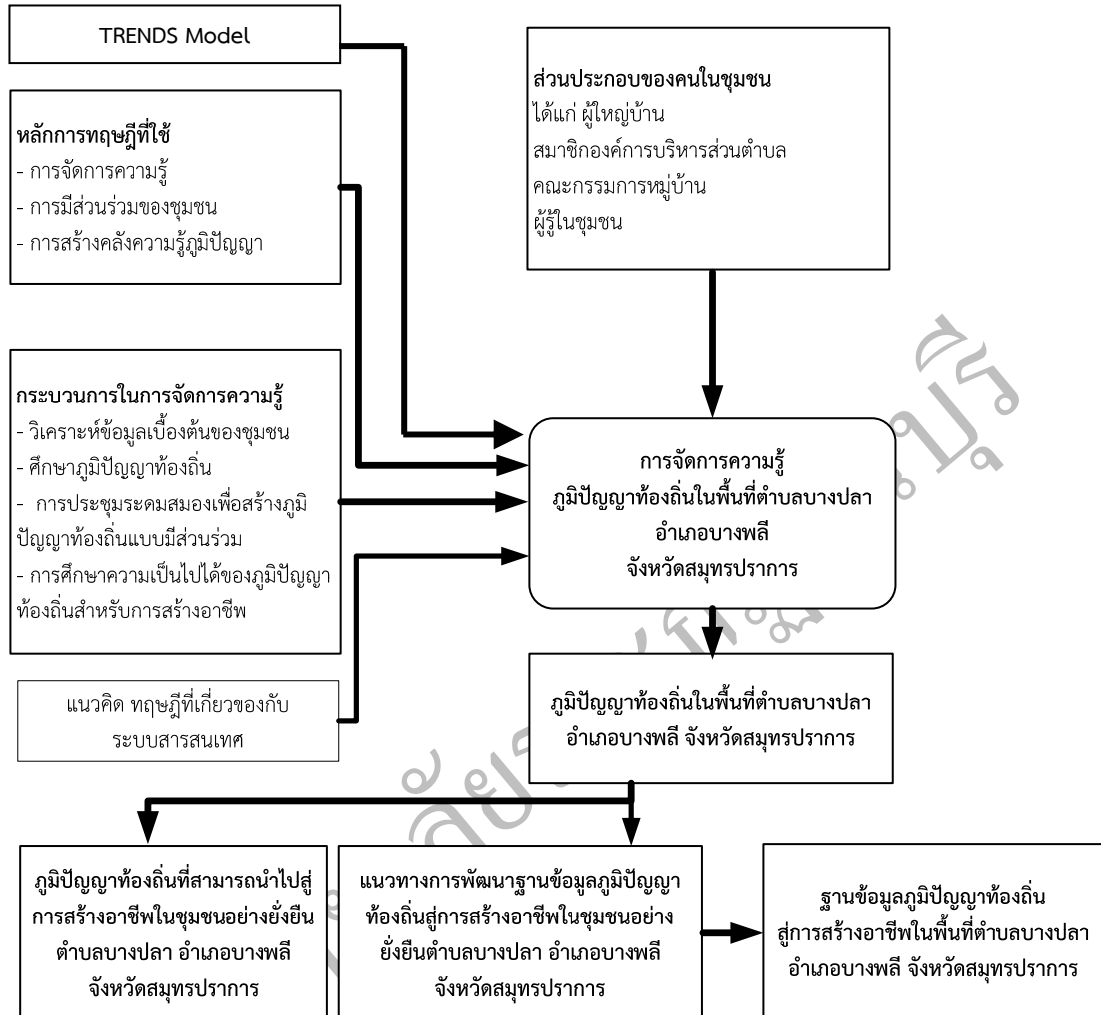 TRENDS Model
หลักการทฤษฎีที่ใช้
- การจัดการความรู้
- การมีส่วนร่วมของชุมชน
- การสร้างคลังความรู้ภูมิปัญญา
ส่วนประกอบของคนในชุมชน
ได้แก่ ผู้ใหญ่บ้าน
สมาชิกองค์การบริหารส่วนตำบล
คณะกรรมการหมู่บ้าน
ผู้รู้ในชุมชน
กระบวนการในการจัดการความรู้
- วิเคราะห์ข้อมูลเบื้องต้นของชุมชน
- ศึกษาภูมิปัญญาท้องถิ่น
- การประชุมระดมสมองเพื่อสร้างภูมิ
ปัญญาท้องถิ่นแบบมีส่วนร่วม
- การศึกษาความเป็นไปได้ของภูมิปัญญา
ท้องถิ่นสำหรับการสร้างอาชีพ
แนวคิด ทฤษฎีที่เกี่ยวของกับ
ระบบสารสนเทศ
การจัดการความรู้
ภูมิปัญญาท้องถิ่นในพื้นที่ตำบลบางปลา
อำเภอบางพลี
จังหวัดสมุทรปราการ
ภูมิปัญญาท้องถิ่นในพื้นที่ตำบลบางปลา
อำเภอบางพลี จังหวัดสมุทรปราการ
ภูมิปัญญาท้องถิ่นที่สามารถนำไปสู่
การสร้างอาชีพในชุมชนอย่างยั่งยืน
ตำบลบางปลา อำเภอบางพลี
จังหวัดสมุทรปราการ
แนวทางการพัฒนาฐานข้อมูลภูมิปัญญา
ท้องถิ่นสู่การสร้างอาชีพในชุมชนอย่าง
ยั่งยืนตำบลบางปลา อำเภอบางพลี
จังหวัดสมุทรปราการ
ฐานข้อมูลภูมิปัญญาท้องถิ่น
สู่การสร้างอาชีพในพื้นที่ตำบลบางปลา
อำเภอบางพลี จังหวัดสมุทรปราการ